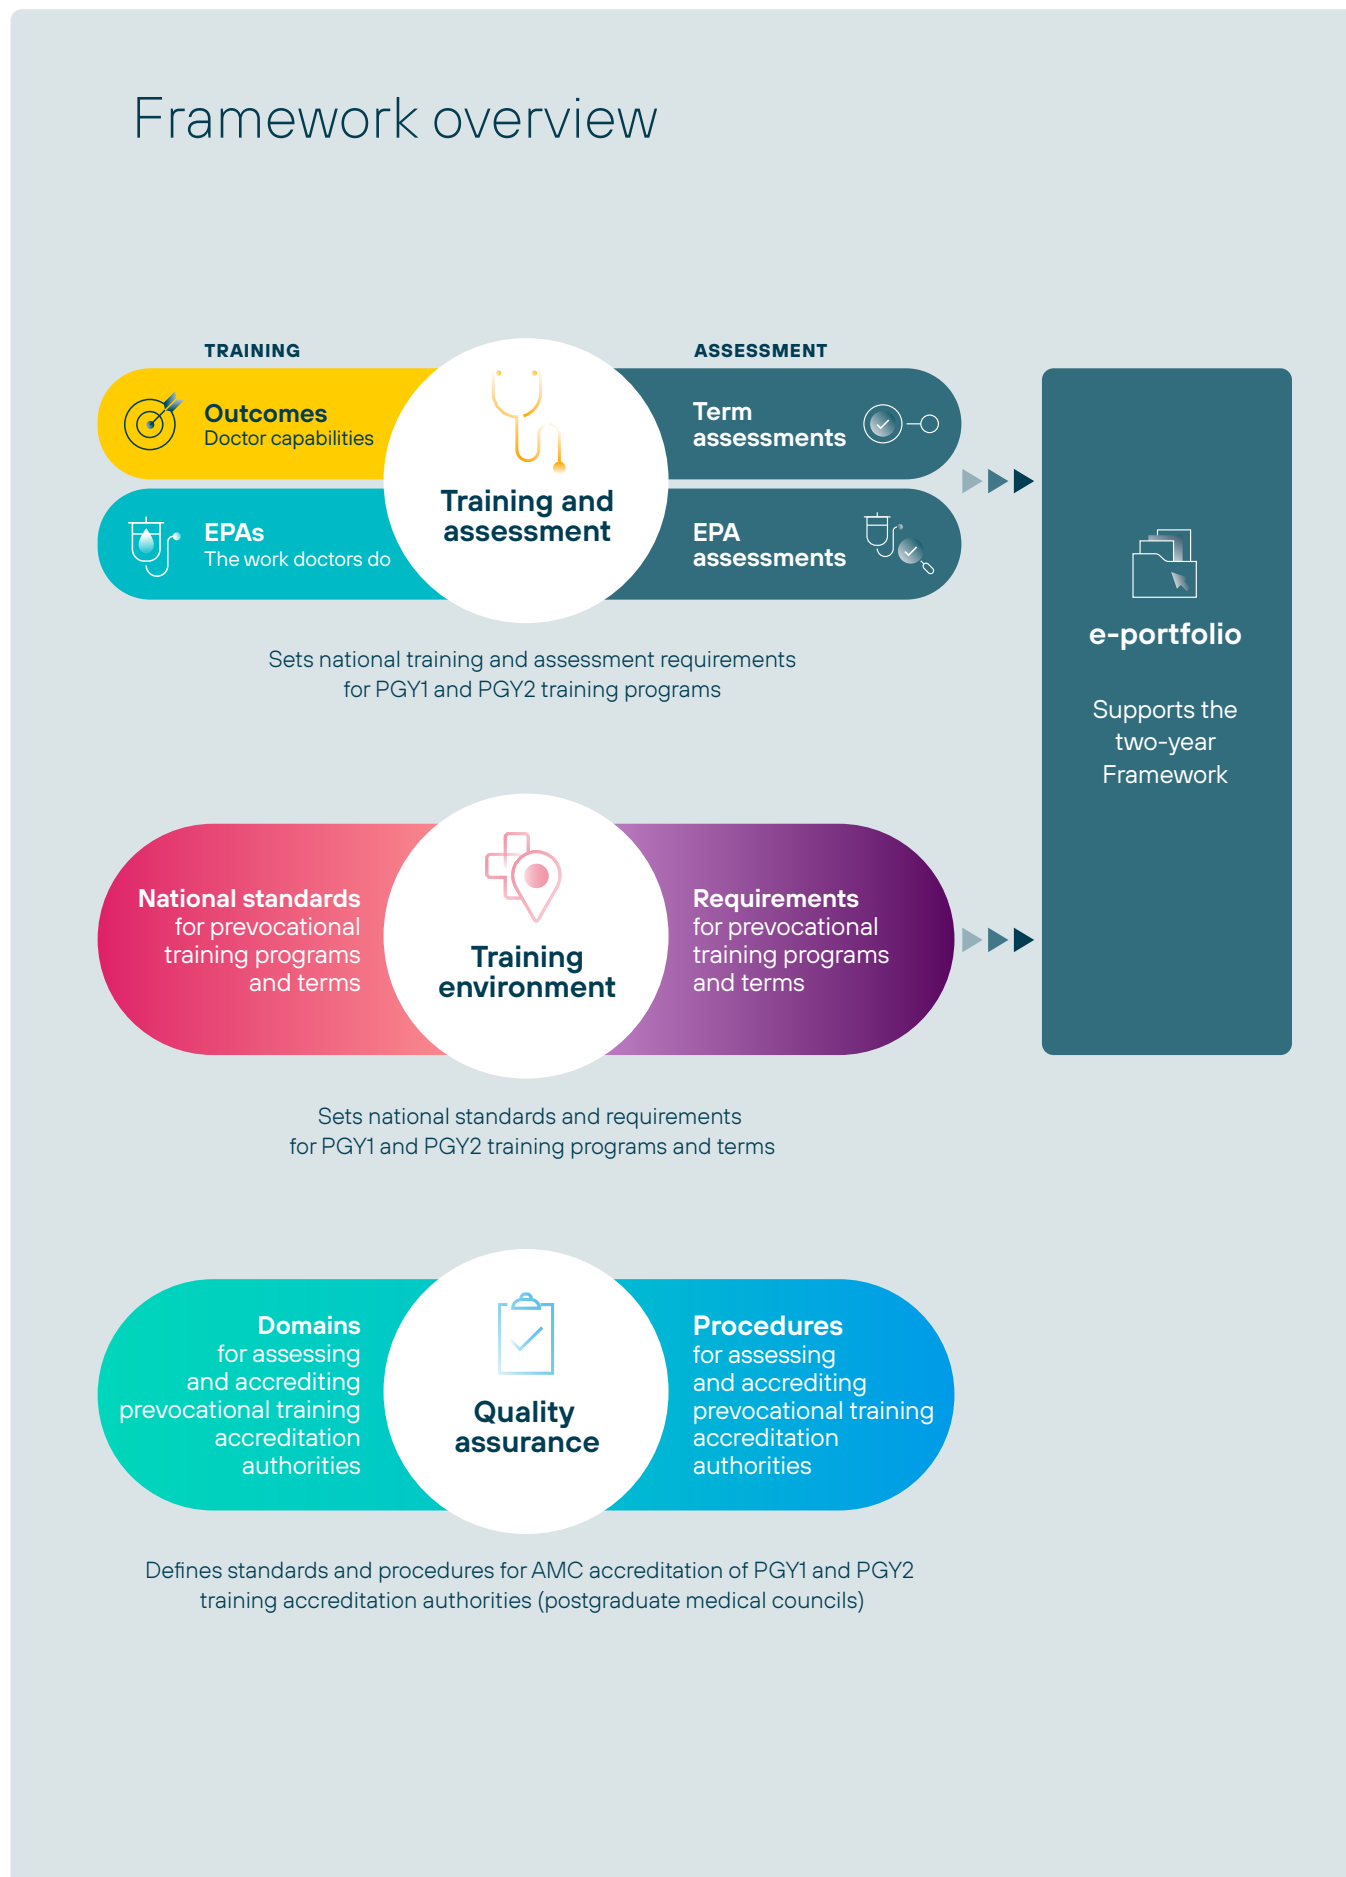 Framework overview
TRAINING
Outcomes
Doctor capabilities
EPAs
The work doctors do
Training and
assessment
ASSESSMENT
Term
assessments
EPA
assessments
Sets national training and assessment requirements
for PGY1 and PGY2 training programs
e-portfolio
Supports the
two-year
Framework
National standards
for prevocational
training programs
and terms
Training
environment
Requirements
for prevocational
training programs
and terms
Sets national standards and requirements
for PGY1 and PGY2 training programs and terms
Domains
for assessing
and accrediting
prevocational training
accreditation
authorities
Quality
assurance
Procedures
for assessing
and accrediting
prevocational training
accreditation
authorities
Defines standards and procedures for AMC accreditation of PGY1 and PGY2
training accreditation authorities (postgraduate medical councils)